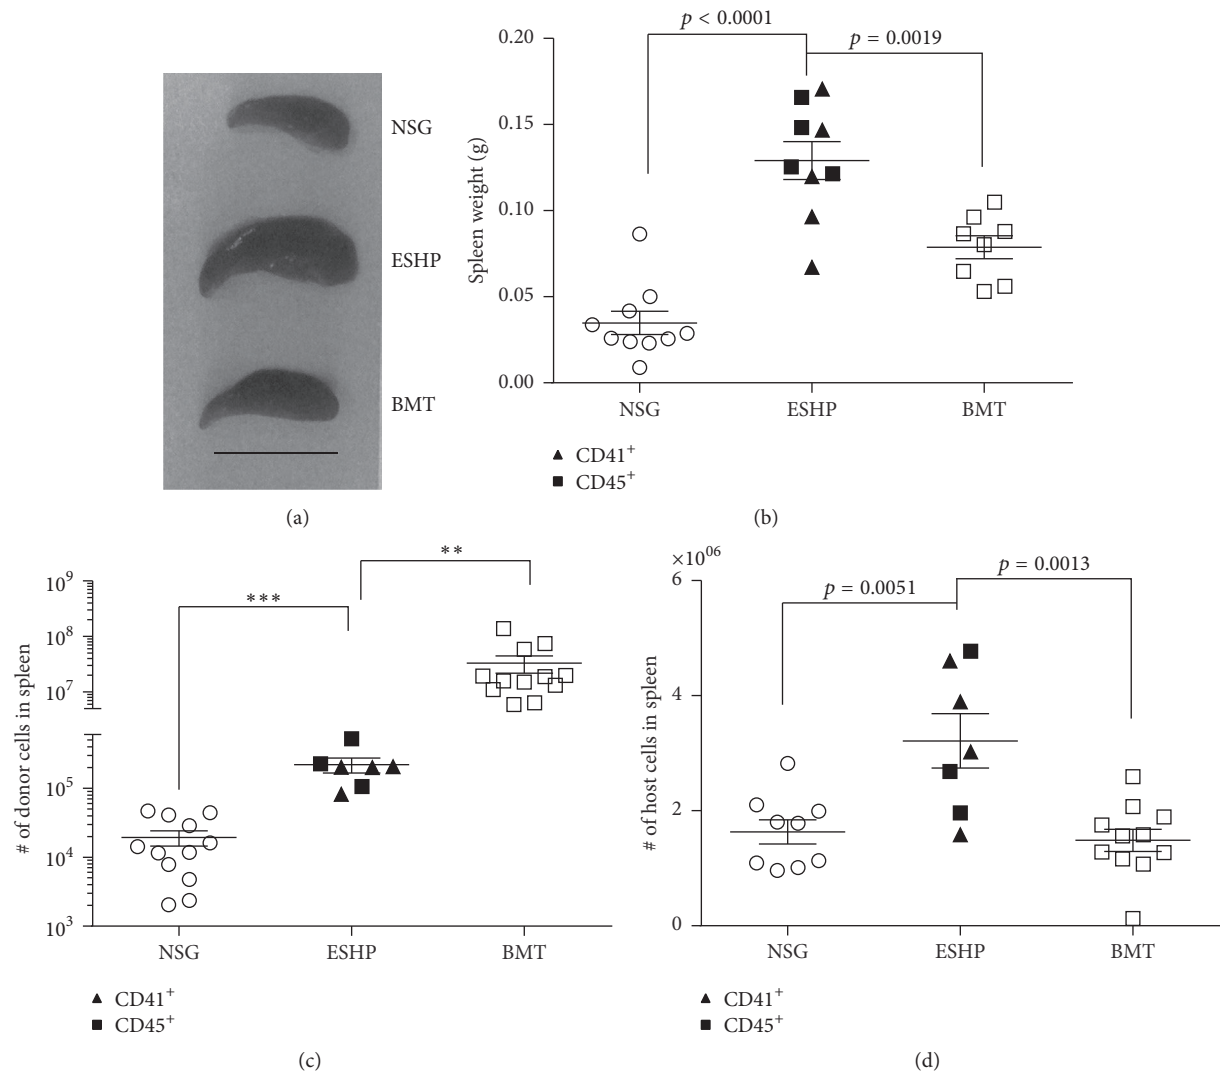 NSG
ESHP
BMT
(a)
p < 0.0001
p = 0.0019
Spleen weight (g)
0.20
0.15
0.10
0.05
0.00
NSG ESHP BMT
▲ CD41⁺
■ CD45⁺
(b)
**
***
# of donor cells in spleen
10⁹
10⁸
10⁷
10⁵
10⁴
10³
NSG ESHP BMT
▲ CD41⁺
■ CD45⁺
(c)
×10⁰⁶
p = 0.0051
p = 0.0013
# of host cells in spleen
6
4
2
0
NSG ESHP BMT
▲ CD41⁺
■ CD45⁺
(d)